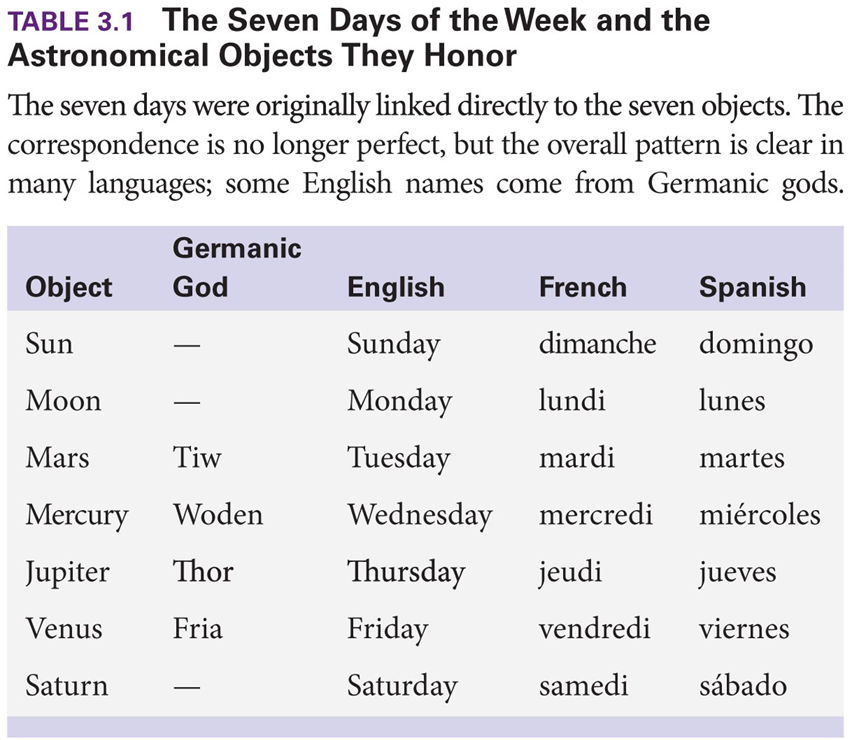 TABLE 3.1 The Seven Days of the Week and the
Astronomical Objects They Honor
The seven days were originally linked directly to the seven objects. The
correspondence is no longer perfect, but the overall pattern is clear in
many languages; some English names come from Germanic gods.
Germanic
Object God English French Spanish
Sun — Sunday dimanche domingo
Moon — Monday lundi lunes
Mars Tiw Tuesday mardi martes
Mercury Woden Wednesday mercredi miércoles
Jupiter Thor Thursday jeudi jueves
Venus Fria Friday vendredi viernes
Saturn — Saturday samedi sábado